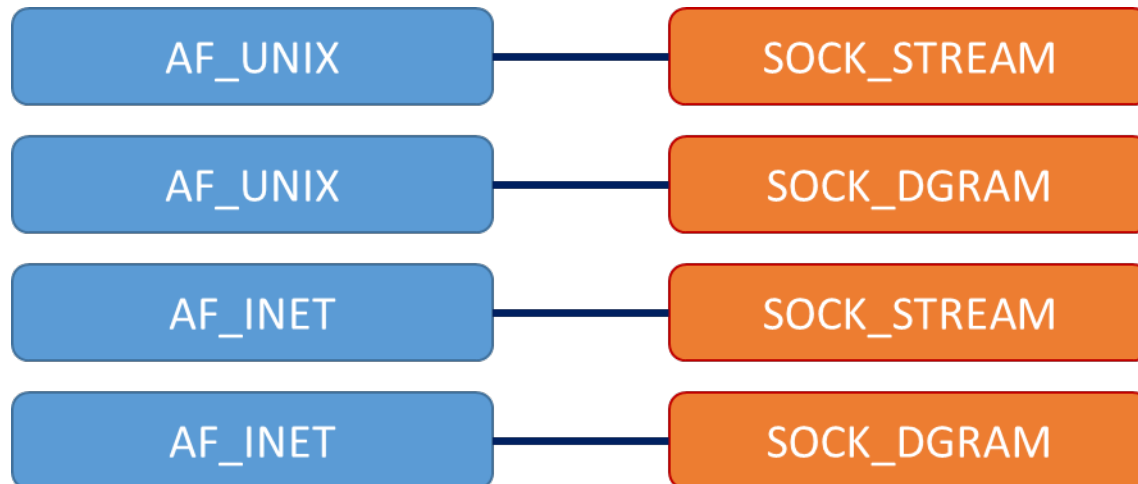 AF_UNIX SOCK_STREAM
AF_UNIX SOCK_DGRAM
AF_INET SOCK_STREAM
AF_INET SOCK_DGRAM